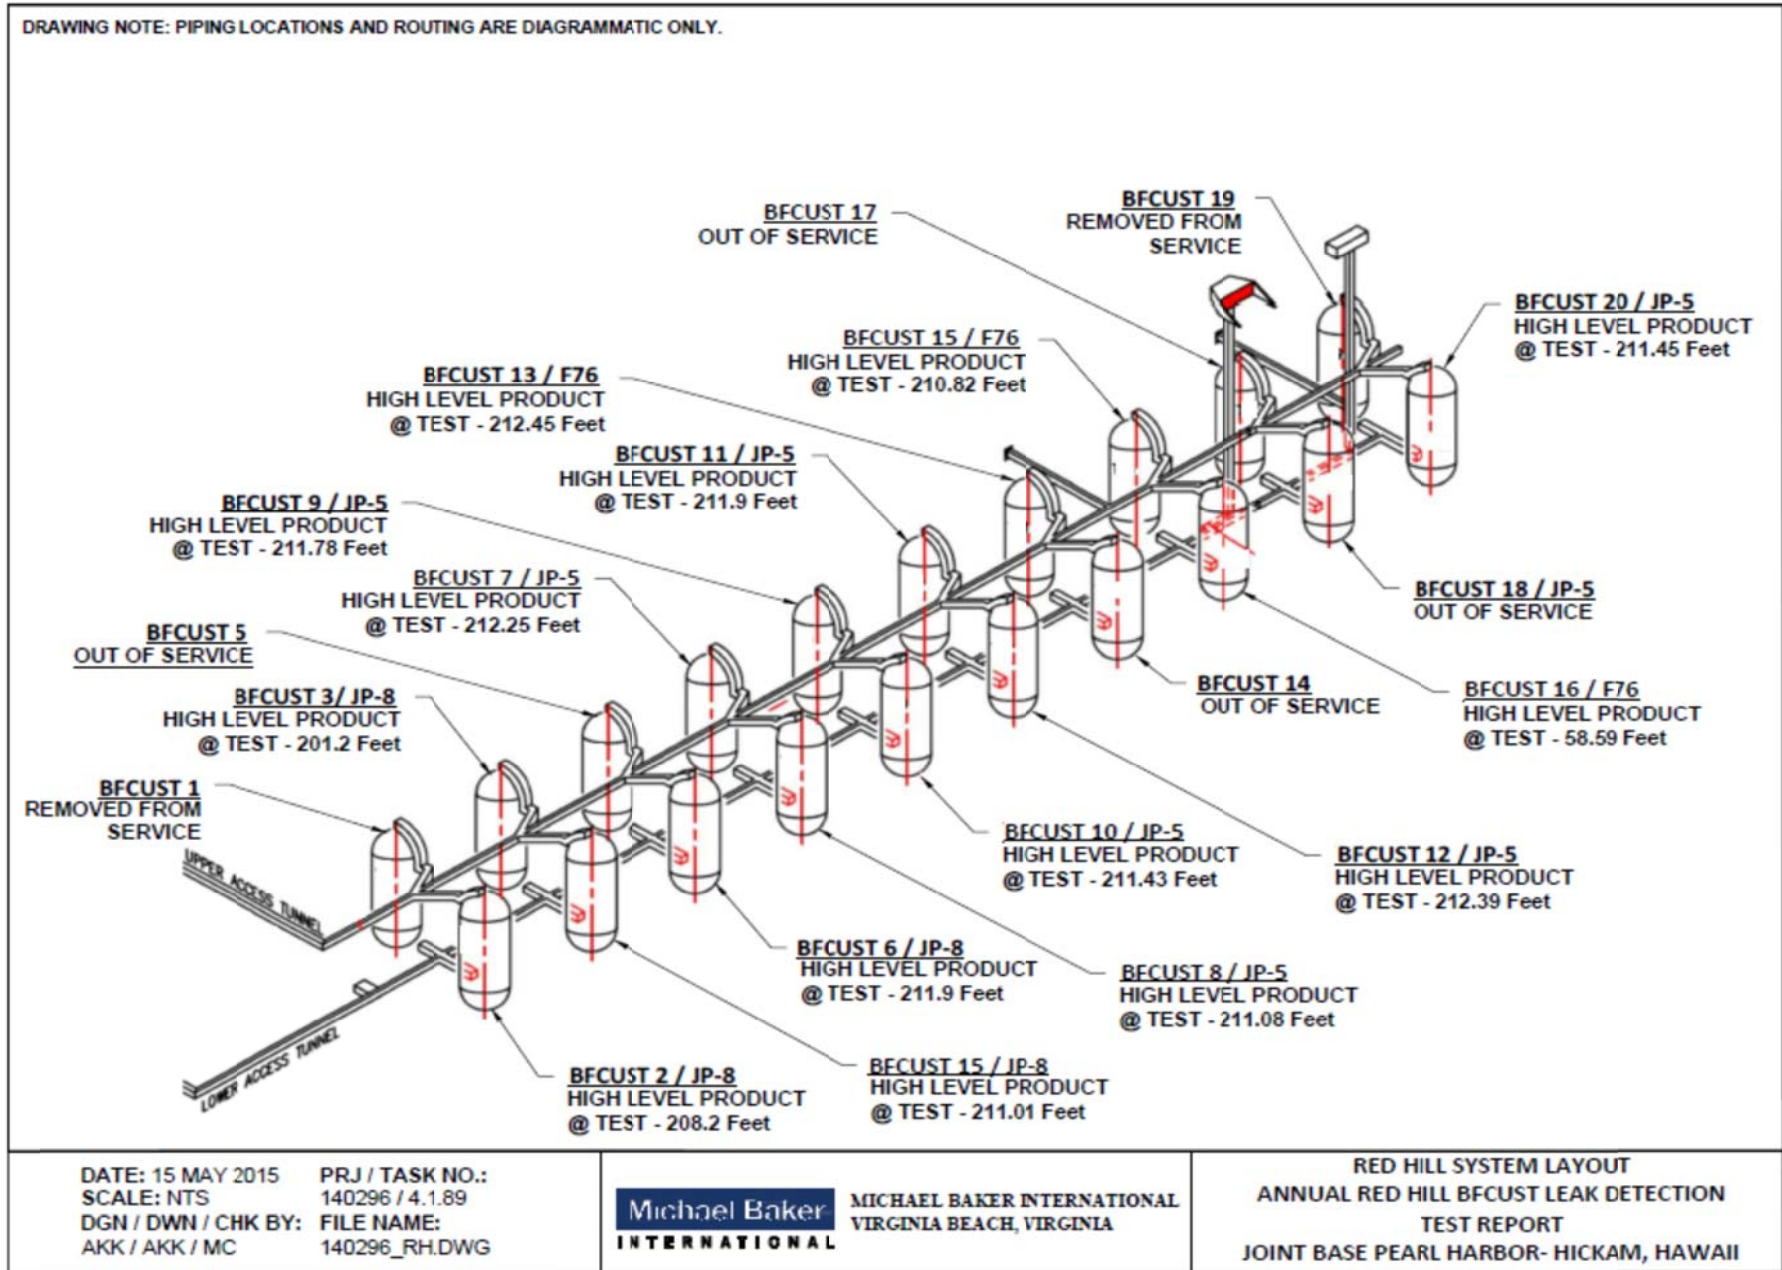 DRAWING NOTE: PIPING LOCATIONS AND ROUTING ARE DIAGRAMMATIC ONLY.
BFCUST 17
OUT OF SERVICE
BFCUST 19
REMOVED FROM
SERVICE
BFCUST 20 / JP-5
HIGH LEVEL PRODUCT
@ TEST - 211.45 Feet
BFCUST 15 / F76
HIGH LEVEL PRODUCT
@ TEST - 210.82 Feet
BFCUST 13 / F76
HIGH LEVEL PRODUCT
@ TEST - 212.45 Feet
BFCUST 11 / JP-5
HIGH LEVEL PRODUCT
@ TEST - 211.9 Feet
BFCUST 9 / JP-5
HIGH LEVEL PRODUCT
@ TEST - 211.78 Feet
BFCUST 7 / JP-5
HIGH LEVEL PRODUCT
@ TEST - 212.25 Feet
BFCUST 5
OUT OF SERVICE
BFCUST 3/ JP-8
HIGH LEVEL PRODUCT
@ TEST - 201.2 Feet
BFCUST 1
REMOVED FROM
SERVICE
UPPER ACCESS TUNNEL
LOWER ACCESS TUNNEL
BFCUST 18 / JP-5
OUT OF SERVICE
BFCUST 14
OUT OF SERVICE
BFCUST 16 / F76
HIGH LEVEL PRODUCT
@ TEST - 58.59 Feet
BFCUST 10 / JP-5
HIGH LEVEL PRODUCT
@ TEST - 211.43 Feet
BFCUST 12 / JP-5
HIGH LEVEL PRODUCT
@ TEST - 212.39 Feet
BFCUST 6 / JP-8
HIGH LEVEL PRODUCT
@ TEST - 211.9 Feet
BFCUST 8 / JP-5
HIGH LEVEL PRODUCT
@ TEST - 211.08 Feet
BFCUST 2 / JP-8
HIGH LEVEL PRODUCT
@ TEST - 208.2 Feet
BFCUST 15 / JP-8
HIGH LEVEL PRODUCT
@ TEST - 211.01 Feet
DATE: 15 MAY 2015
SCALE: NTS
DGN / DWN / CHK BY:
AKK / AKK / MC
PRJ / TASK NO.:
140296 / 4.1.89
FILE NAME:
140296_RH.DWG
Michael Baker
INTERNATIONAL
MICHAEL BAKER INTERNATIONAL
VIRGINIA BEACH, VIRGINIA
RED HILL SYSTEM LAYOUT
ANNUAL RED HILL BFCUST LEAK DETECTION
TEST REPORT
JOINT BASE PEARL HARBOR- HICKAM, HAWAII